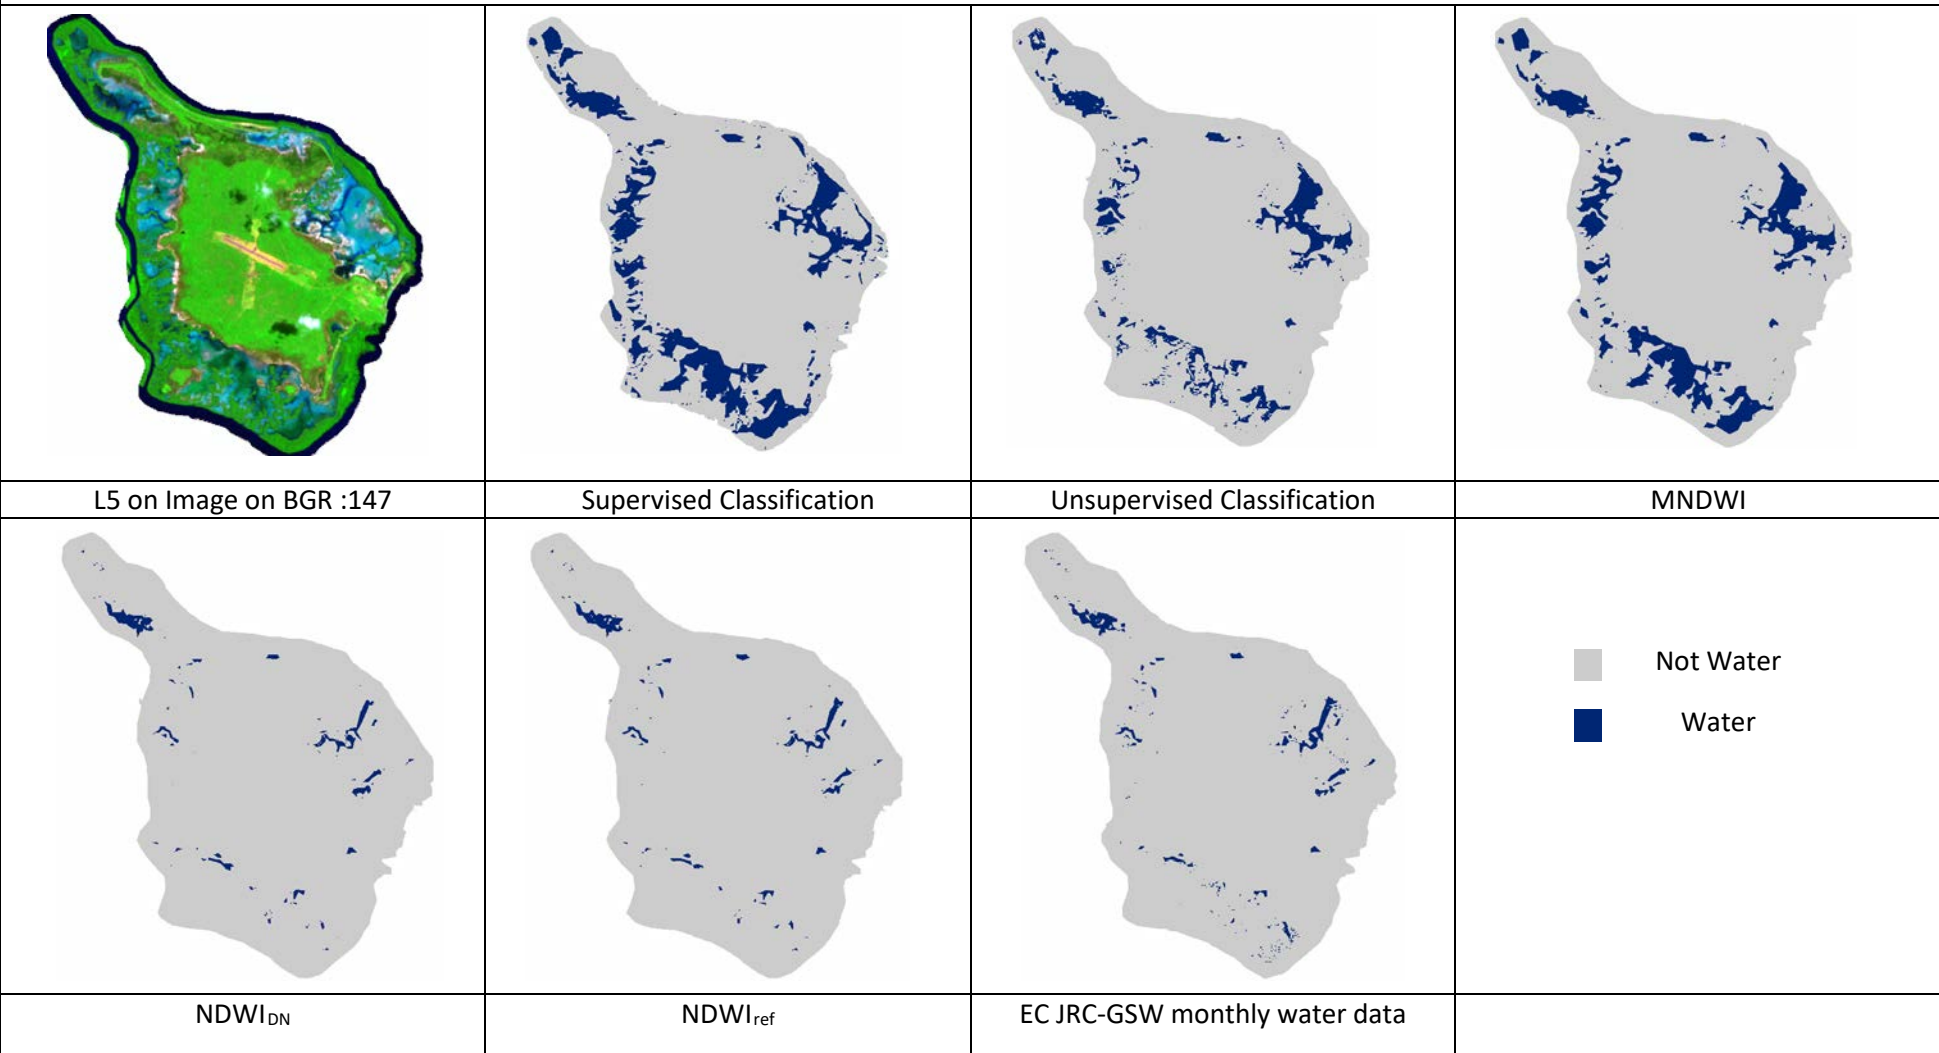 L5 on Image on BGR :147
Supervised Classification
Unsupervised Classification
MNDWI
Not Water
Water
NDWIDN
NDWIref
EC JRC-GSW monthly water data